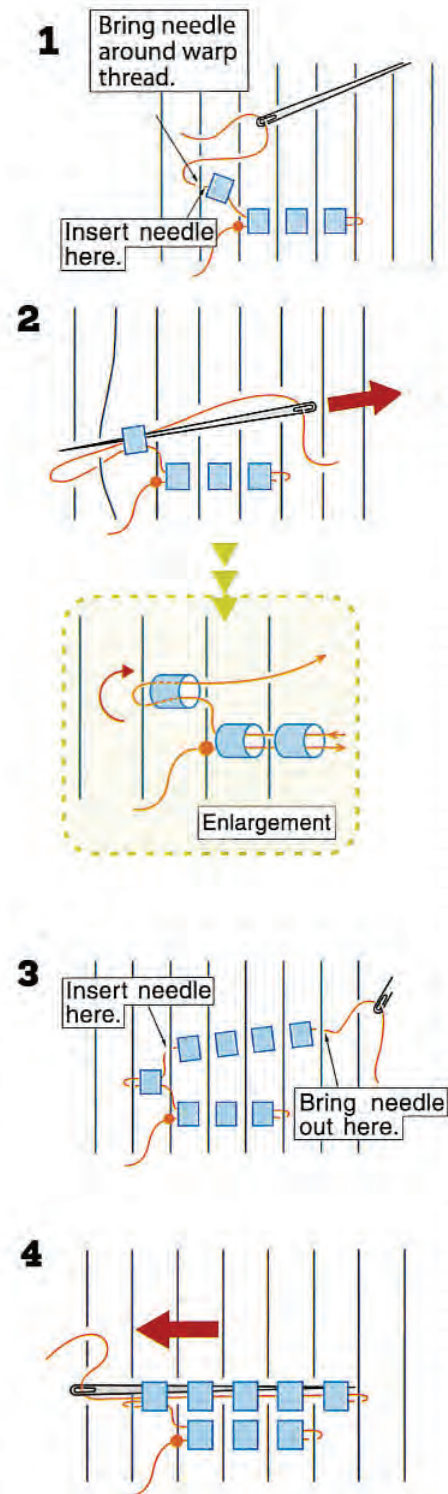 1
Bring needle
around warp
thread.
Insert needle
here.
2
Enlargement
3
Insert needle
here.
Bring needle
out here.
4